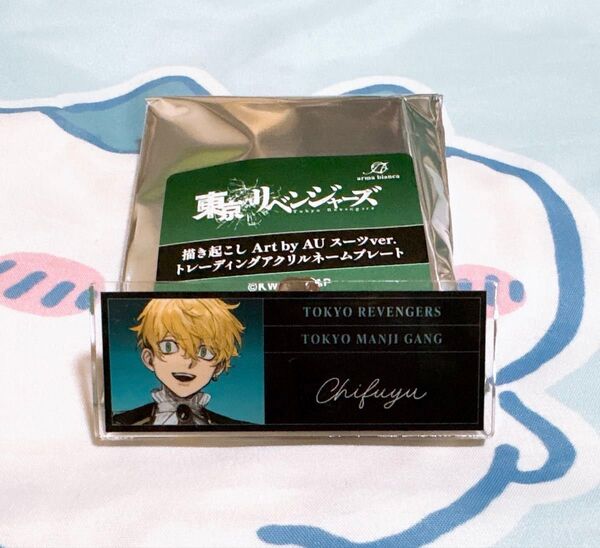 arma bianca
東京リベンジャーズ
Tokyo Revengers
描き起こし Art by AU スーツver.
トレーディングアクリルネームプレート
TOKYO REVENGERS
TOKYO MANJI GANG
Chifuyu